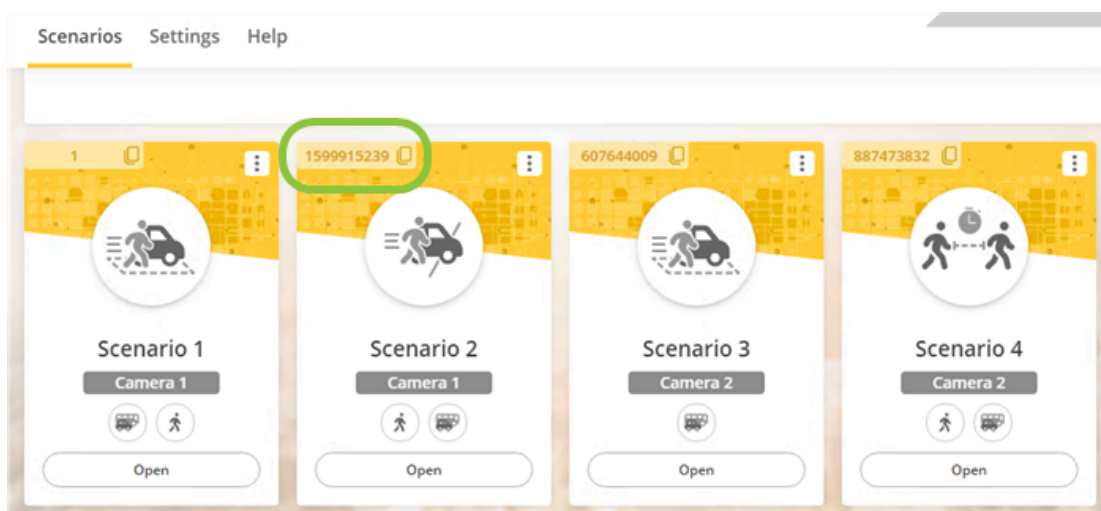 Scenarios Settings Help
1 1599915239 607644009 887473832
Scenario 1 Scenario 2 Scenario 3 Scenario 4
Camera 1 Camera 1 Camera 2 Camera 2
Open Open Open Open